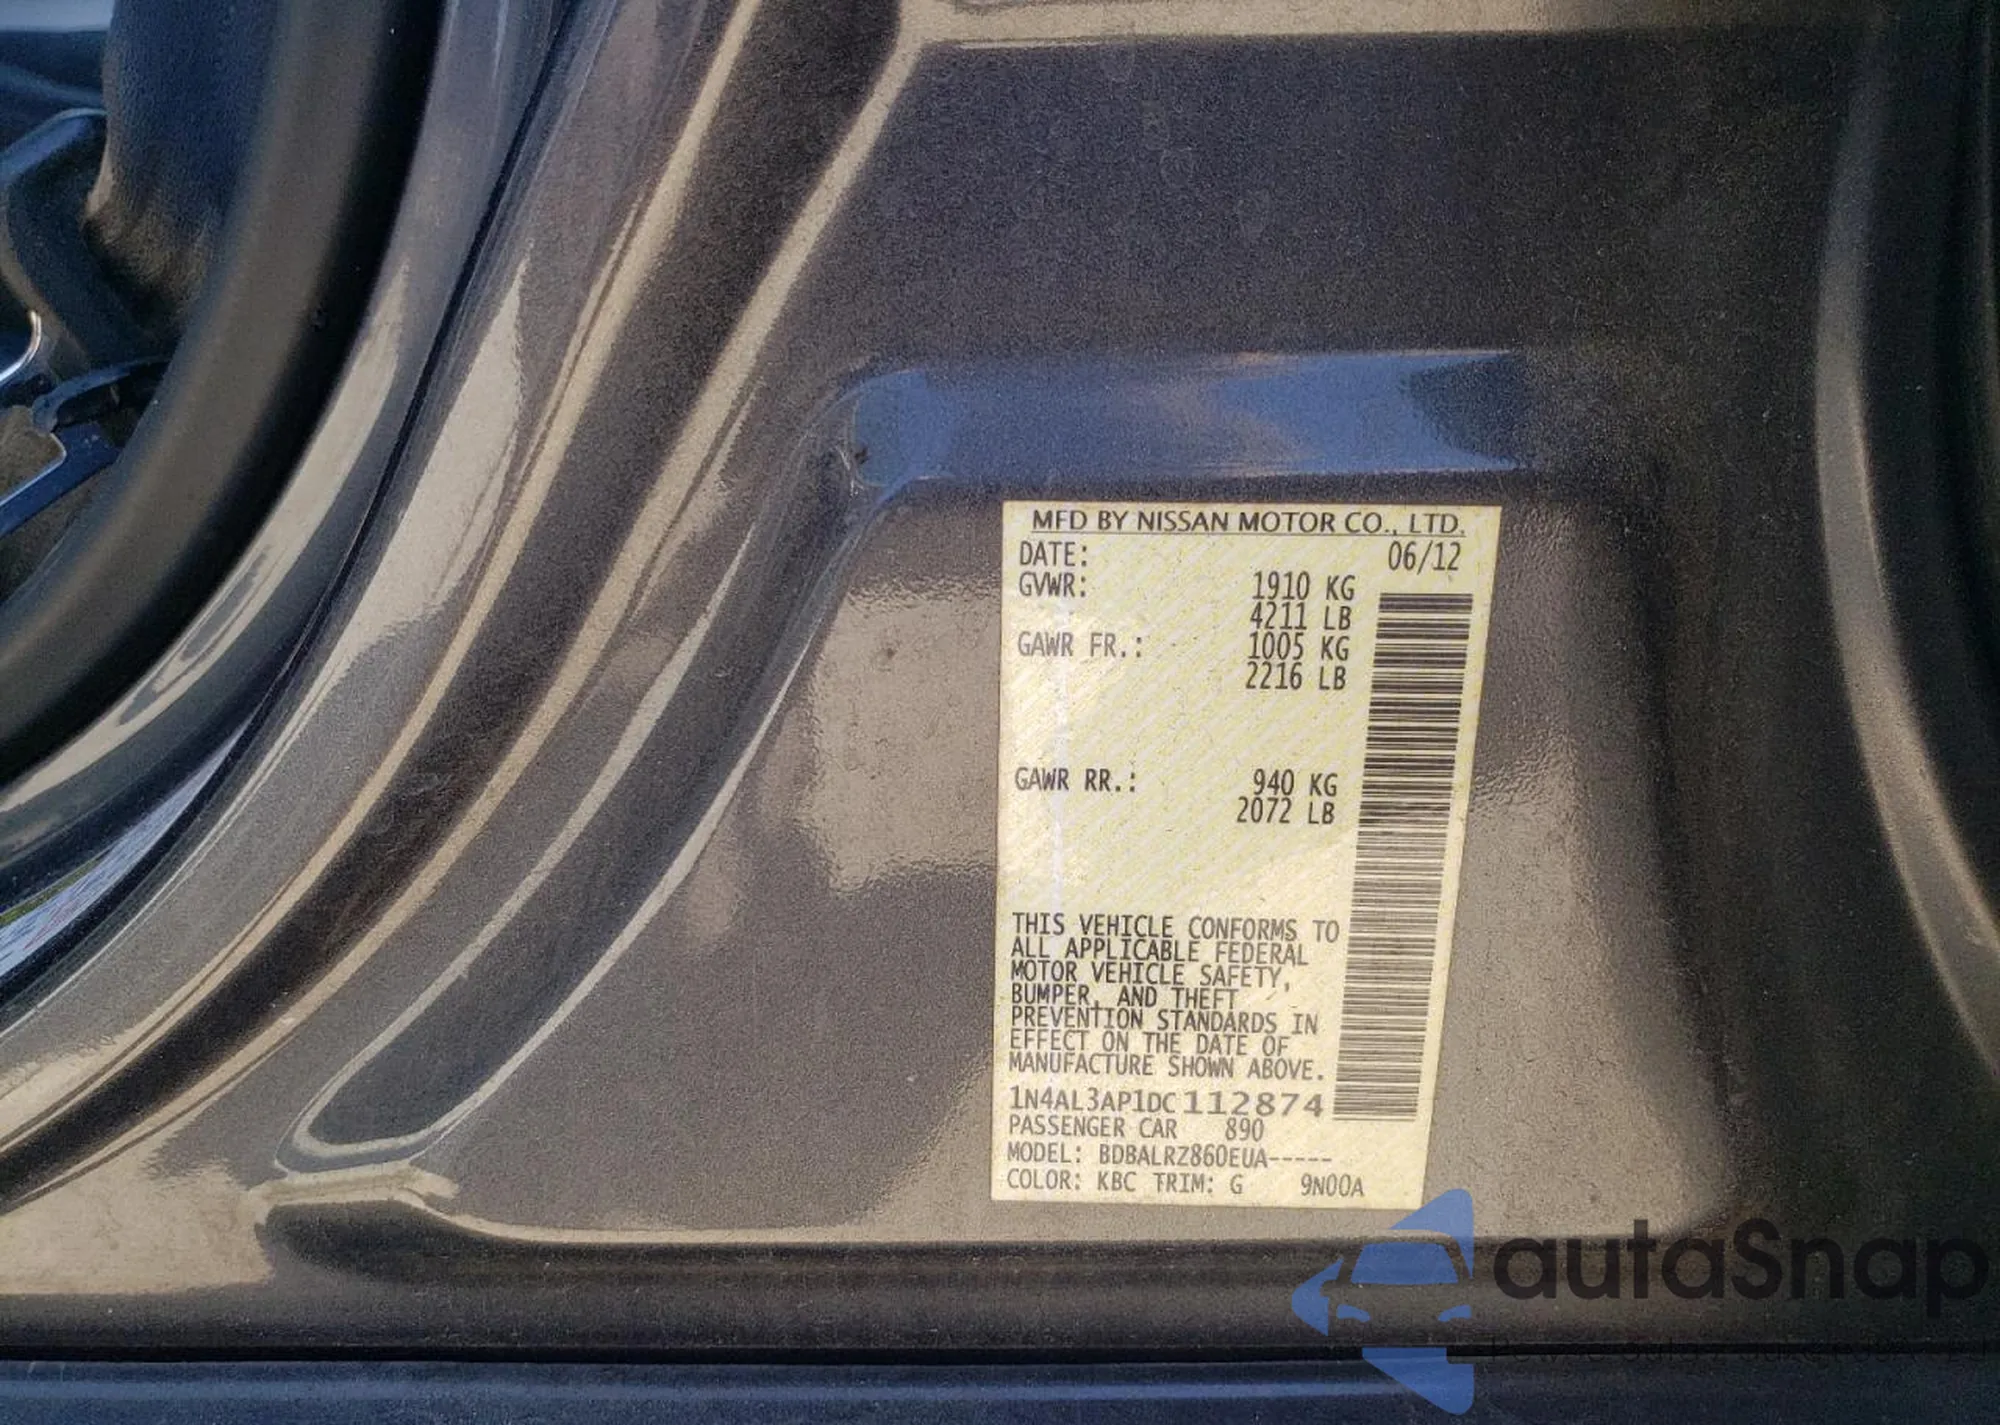 MFD BY NISSAN MOTOR CO., LTD.
DATE: 06/12
GVWR: 1910 KG
4211 LB
GAWR FR.: 1005 KG
2216 LB
GAWR RR.: 940 KG
2072 LB
THIS VEHICLE CONFORMS TO
ALL APPLICABLE FEDERAL
MOTOR VEHICLE SAFETY,
BUMPER, AND THEFT
PREVENTION STANDARDS IN
EFFECT ON THE DATE OF
MANUFACTURE SHOWN ABOVE.
1N4AL3AP1DC112874
PASSENGER CAR 890
MODEL: BDBALRZ860EUA-----
COLOR: KBC TRIM: G 9N00A
autaSnap